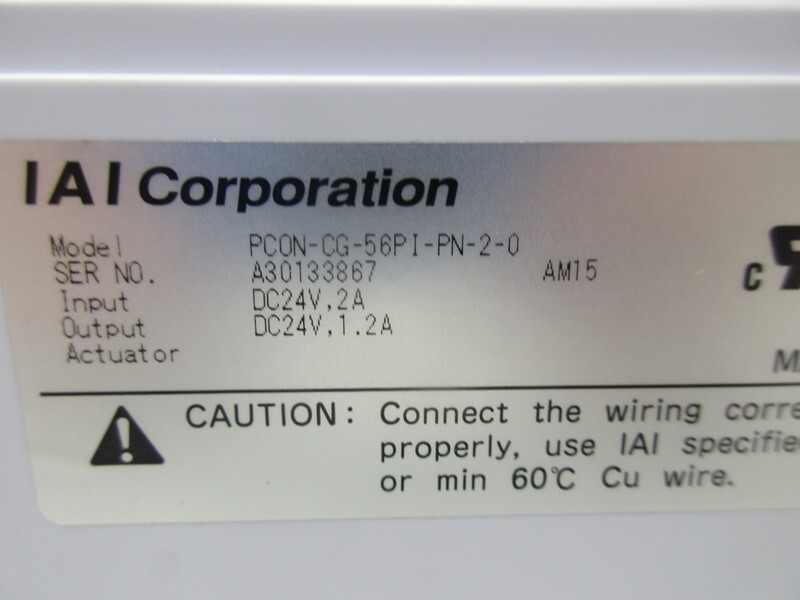 IAI Corporation
Model PCON-CG-56PI-PN-2-0
SER NO. A30133867 AM15
Input DC24V,2A
Output DC24V,1.2A
Actuator
C
CAUTION : Connect the wiring
properly, use IAI
or min 60℃ Cu wire.